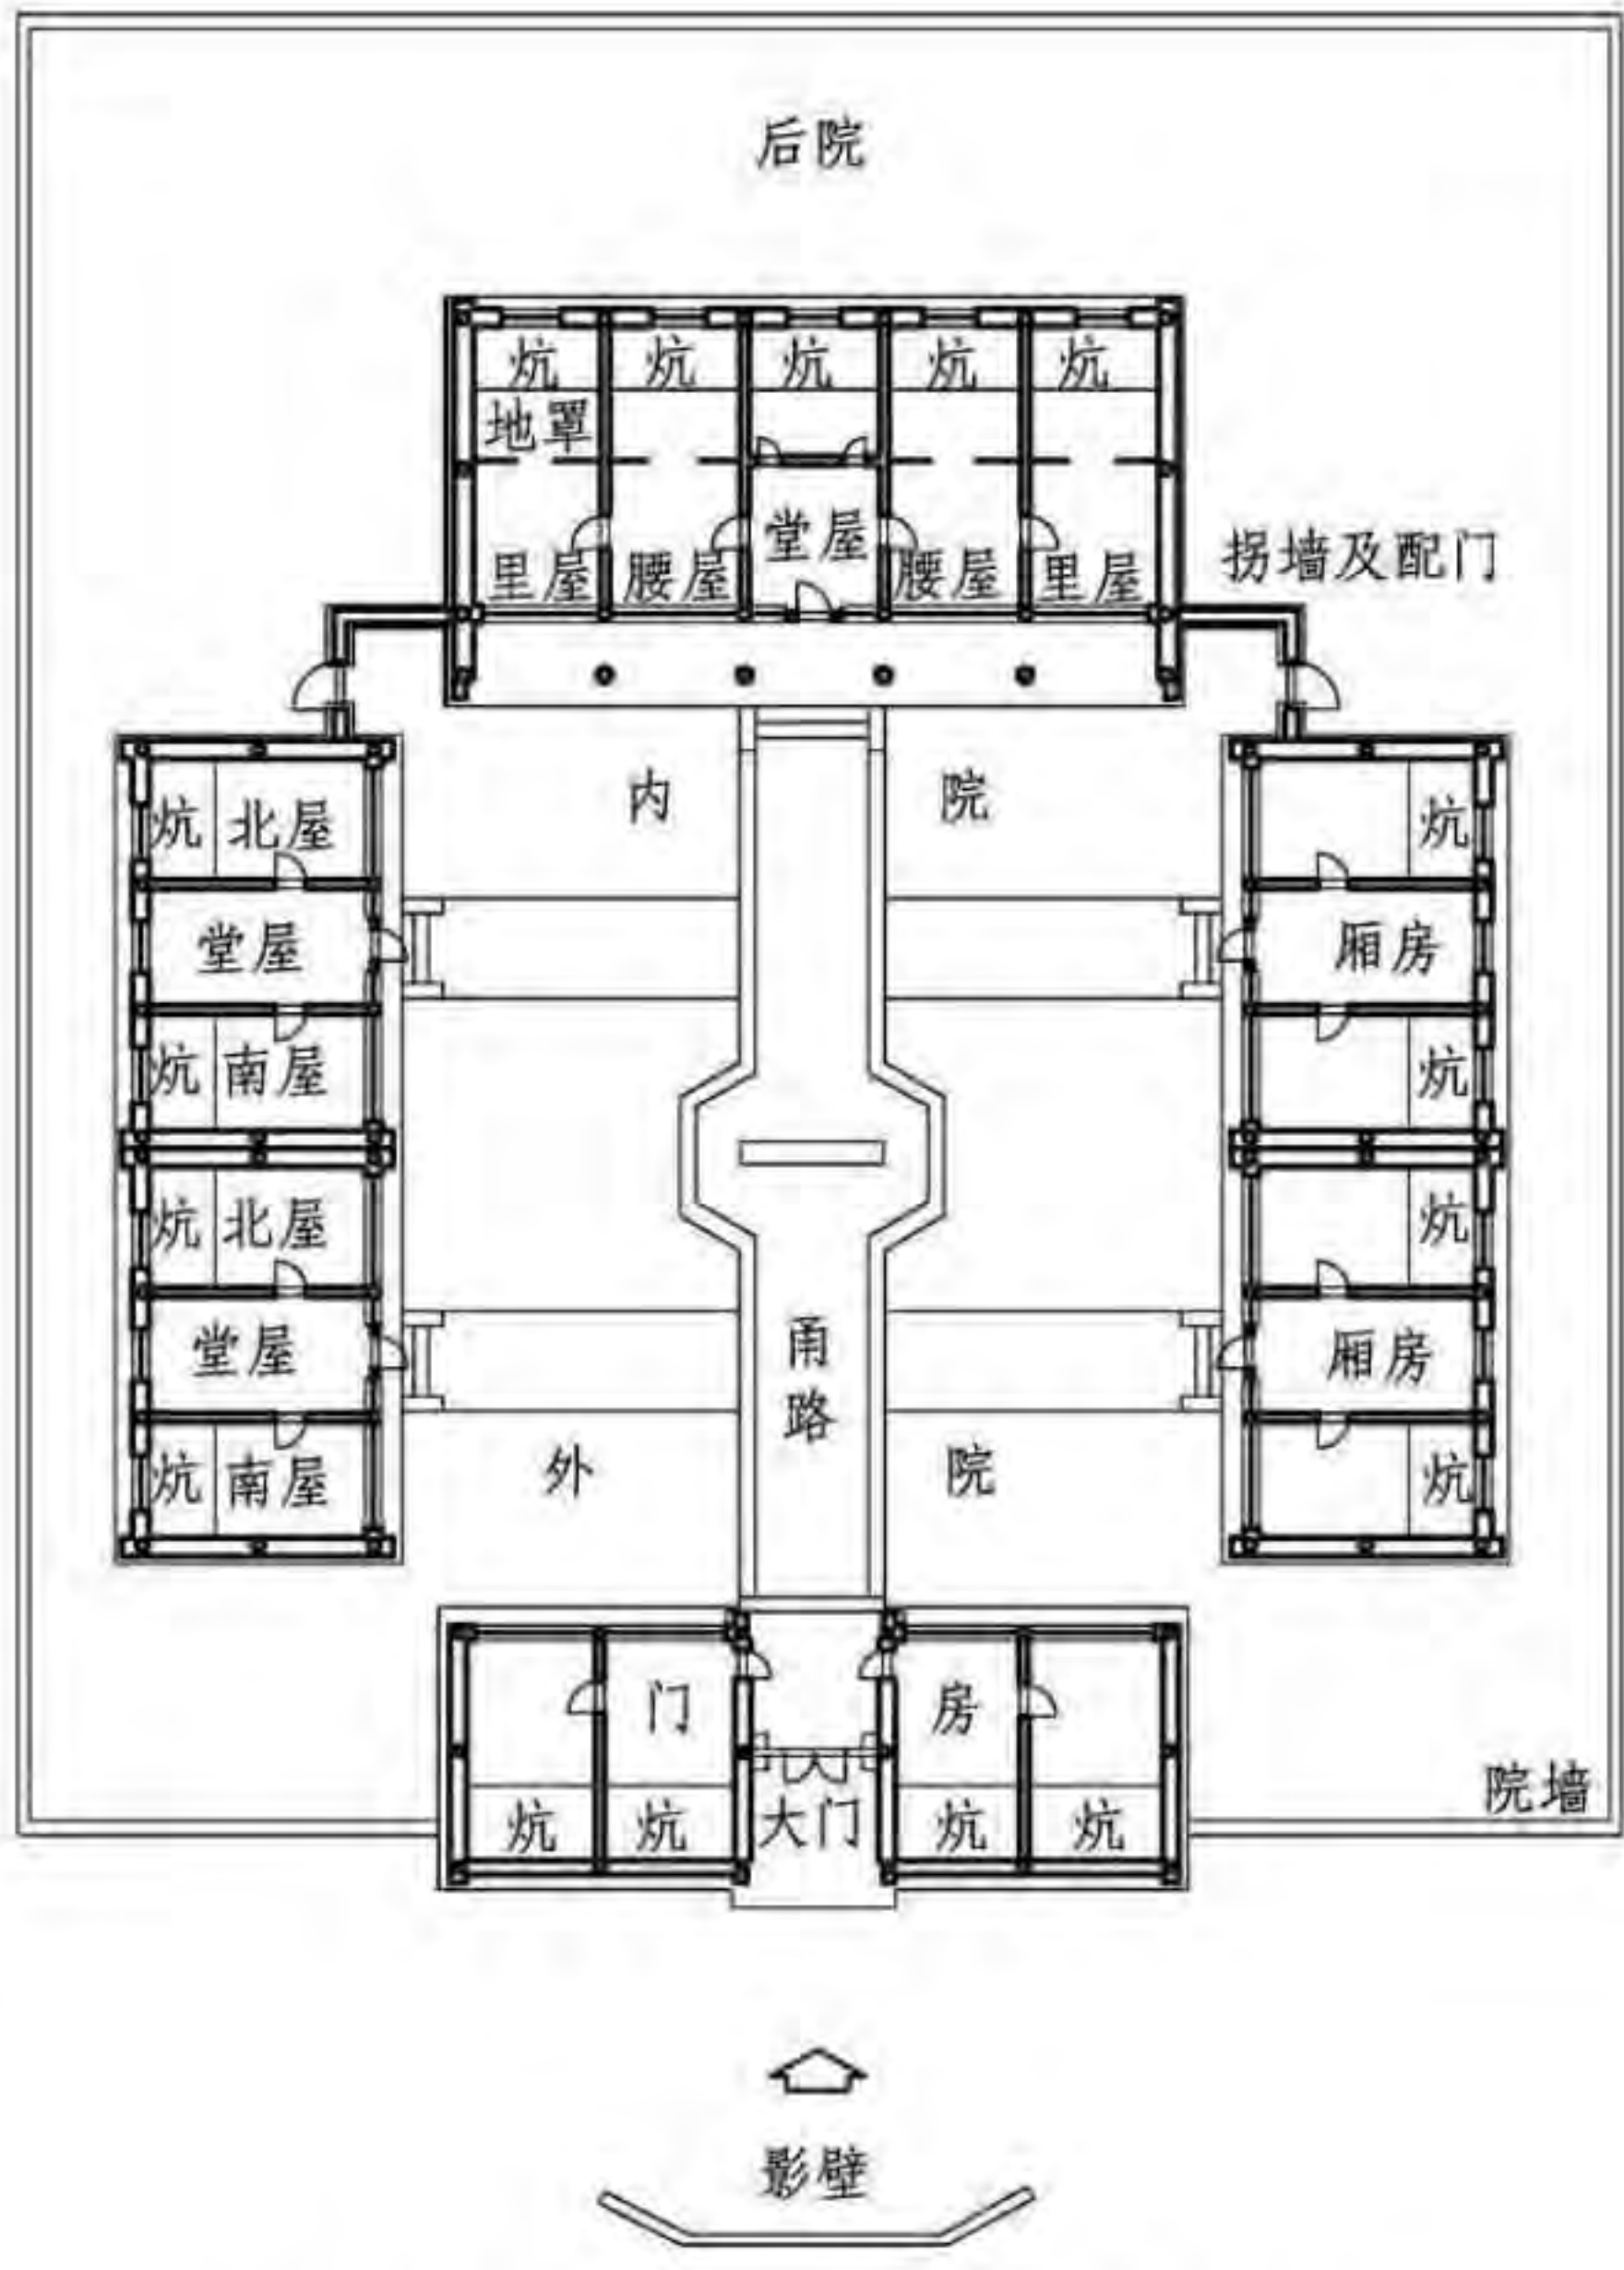 后院
炕 炕 炕 炕 炕
地罩
堂屋
里屋 腰屋 腰屋 里屋
拐墙及配门
内 院
炕 北屋 炕
堂屋 厢房
炕 南屋 炕
炕 北屋 炕
堂屋 厢房
甬路
炕 南屋 炕
外 院
门 房
炕 炕 大门 炕 炕
院墙
影壁